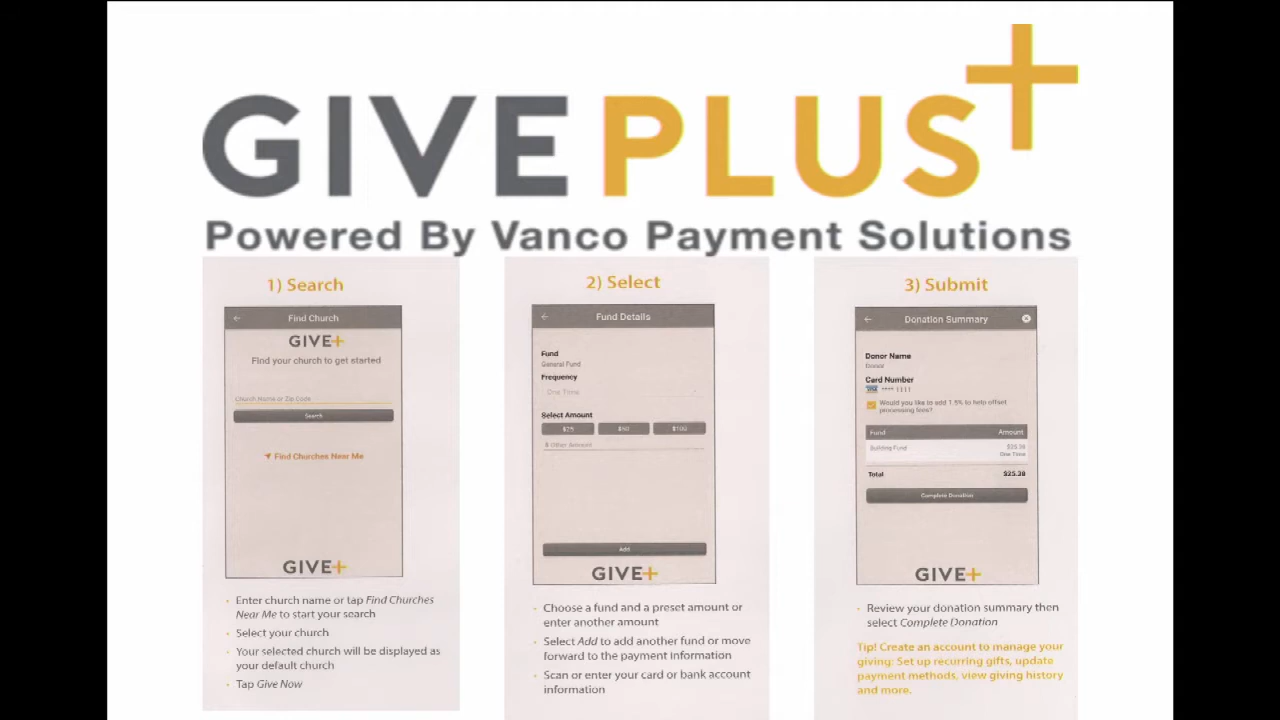 GIVEPLUS+
Powered By Vanco Payment Solutions
1) Search
← Find Church
GIVE+
Find your church to get started
Church Name or Zip Code
Search
Find Churches Near Me
GIVE+
· Enter church name or tap Find Churches
Near Me to start your search
· Select your church
· Your selected church will be displayed as
your default church
· Tap Give Now
2) Select
← Fund Details
Fund
General Fund
Frequency
One Time
Select Amount
$25 $50 $100
$ Other Amount
Add
GIVE+
· Choose a fund and a preset amount or
enter another amount
· Select Add to add another fund or move
forward to the payment information
· Scan or enter your card or bank account
information
3) Submit
← Donation Summary
Donor Name
Donor
Card Number
VISA **** 1111
Would you like to add 1.5% to help offset
processing fees?
Fund Amount
Building Fund $25.38
One Time
Total $25.38
Complete Donation
GIVE+
· Review your donation summary then
select Complete Donation
Tip! Create an account to manage your
giving: Set up recurring gifts, update
payment methods, view giving history
and more.